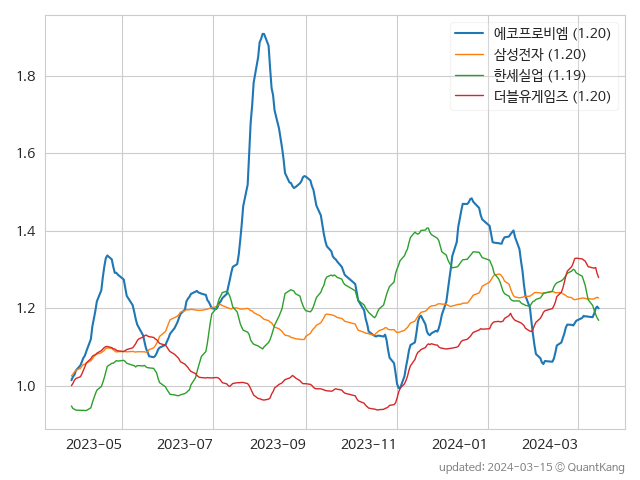 에코프로비엠 (1.20)
삼성전자 (1.20)
한세실업 (1.19)
더블유게임즈 (1.20)
1.8
1.6
1.4
1.2
1.0
2023-05 2023-07 2023-09 2023-11 2024-01 2024-03
updated: 2024-03-15 © QuantKang